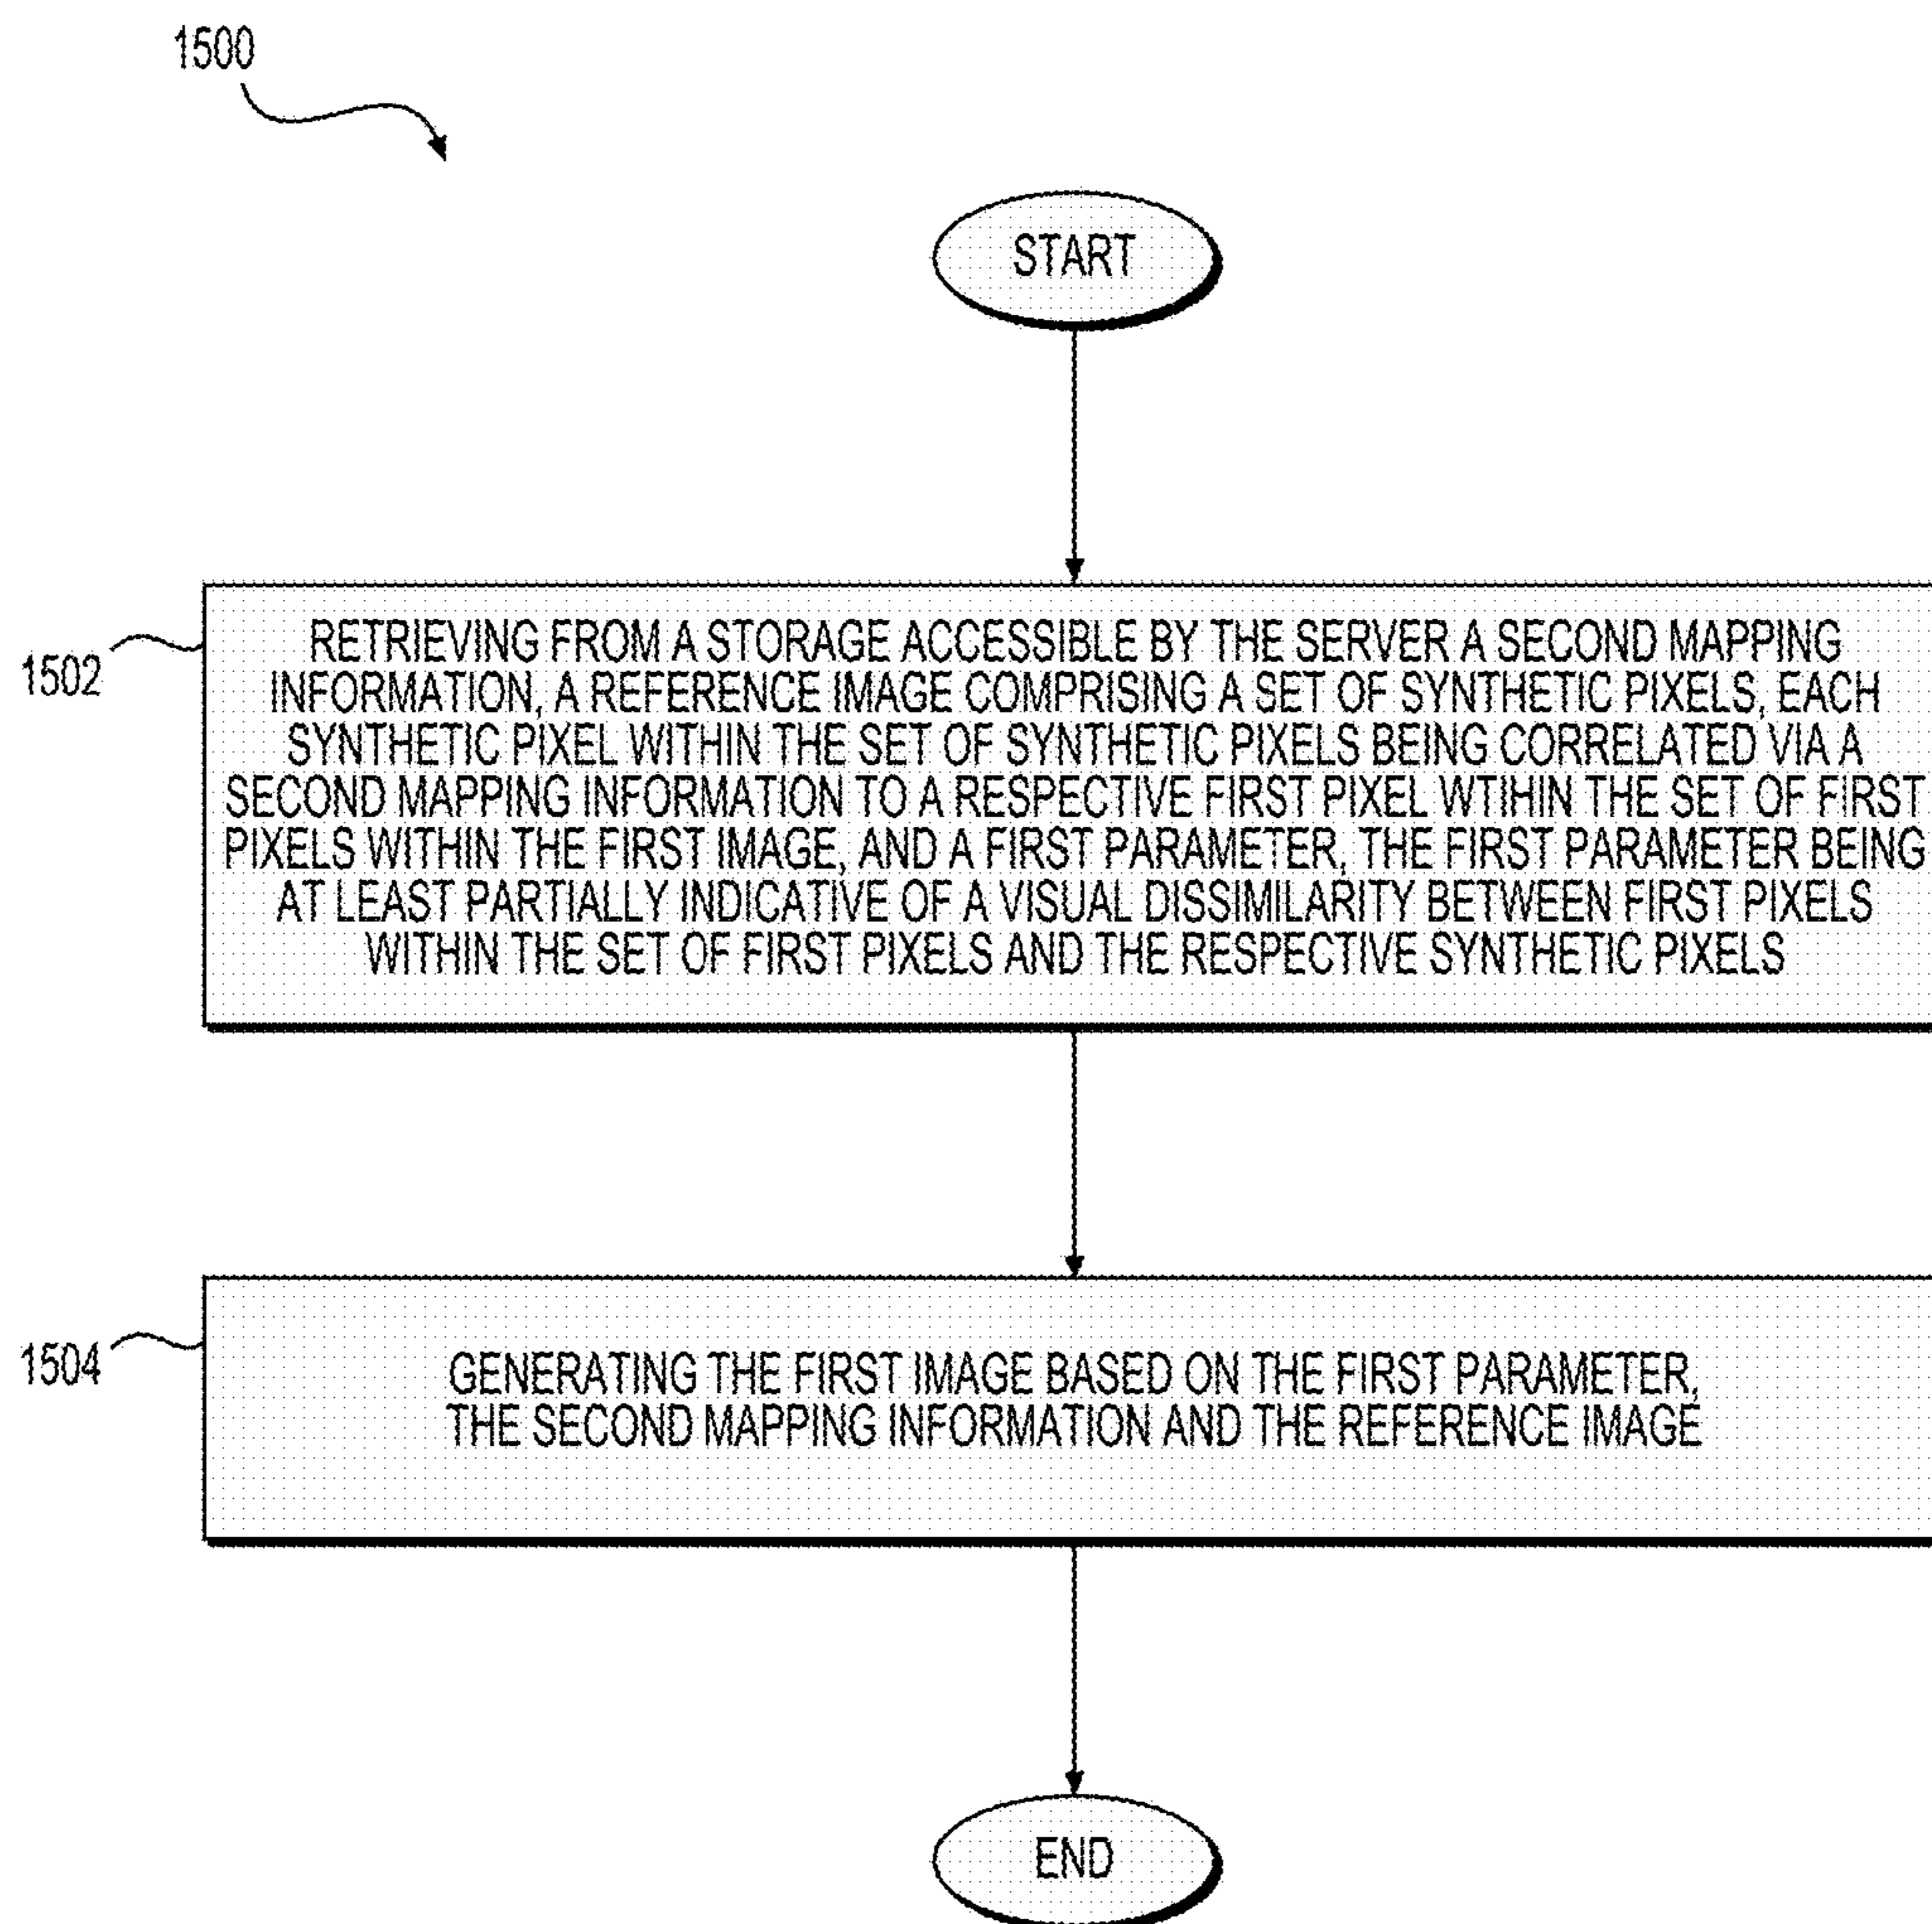 1500
START
1502
RETRIEVING FROM A STORAGE ACCESSIBLE BY THE SERVER A SECOND MAPPING
INFORMATION, A REFERENCE IMAGE COMPRISING A SET OF SYNTHETIC PIXELS, EACH
SYNTHETIC PIXEL WITHIN THE SET OF SYNTHETIC PIXELS BEING CORRELATED VIA A
SECOND MAPPING INFORMATION TO A RESPECTIVE FIRST PIXEL WTIHIN THE SET OF FIRST
PIXELS WITHIN THE FIRST IMAGE, AND A FIRST PARAMETER, THE FIRST PARAMETER BEING
AT LEAST PARTIALLY INDICATIVE OF A VISUAL DISSIMILARITY BETWEEN FIRST PIXELS
WITHIN THE SET OF FIRST PIXELS AND THE RESPECTIVE SYNTHETIC PIXELS
1504
GENERATING THE FIRST IMAGE BASED ON THE FIRST PARAMETER,
THE SECOND MAPPING INFORMATION AND THE REFERENCE IMAGE
END